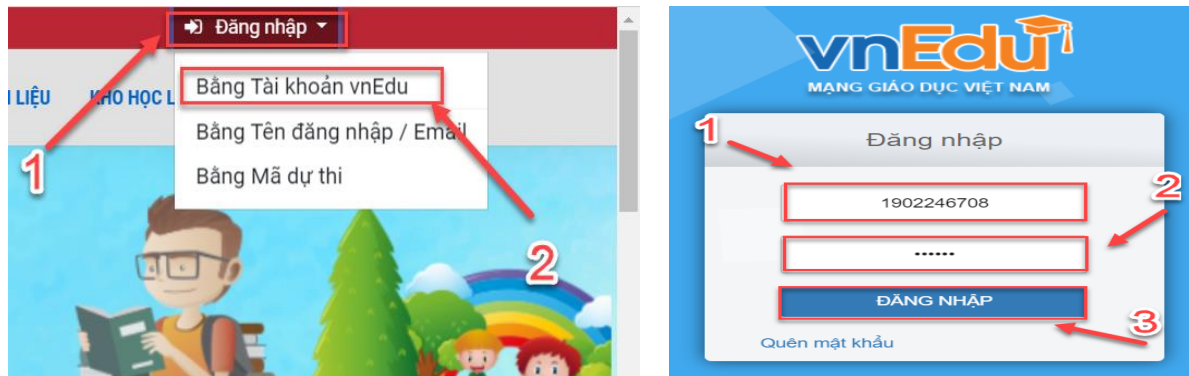 Đăng nhập
Bằng Tài khoản vnEdu
LIỆU KHO HỌC L
Bằng Tên đăng nhập / Email
Bằng Mã dự thi
1
2
vnEdu
MẠNG GIÁO DỤC VIỆT NAM
1
Đăng nhập
2
1902246708
••••••
ĐĂNG NHẬP
3
Quên mật khẩu